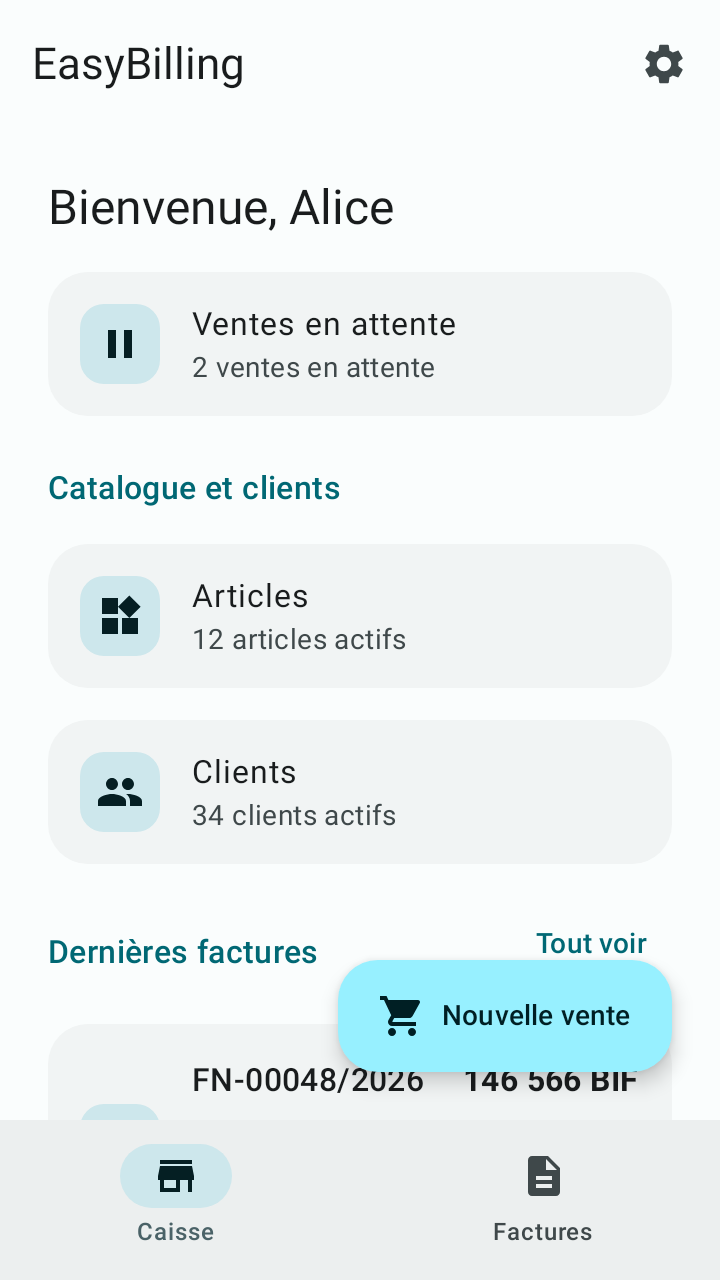 EasyBilling
Bienvenue, Alice
Ventes en attente
2 ventes en attente
Catalogue et clients
Articles
12 articles actifs
Clients
34 clients actifs
Dernières factures
Tout voir
Nouvelle vente
FN-00048/2026
146 566 BIF
Caisse
Factures